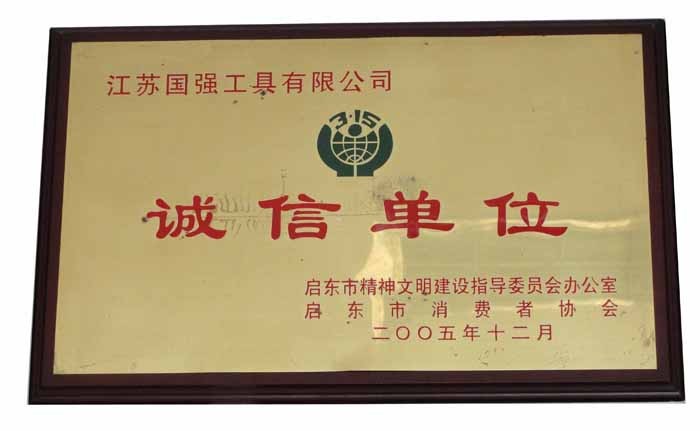 江苏国强工具有限公司
3·15
诚信单位
启东市精神文明建设指导委员会办公室
启东市消费者协会
二〇〇五年十二月